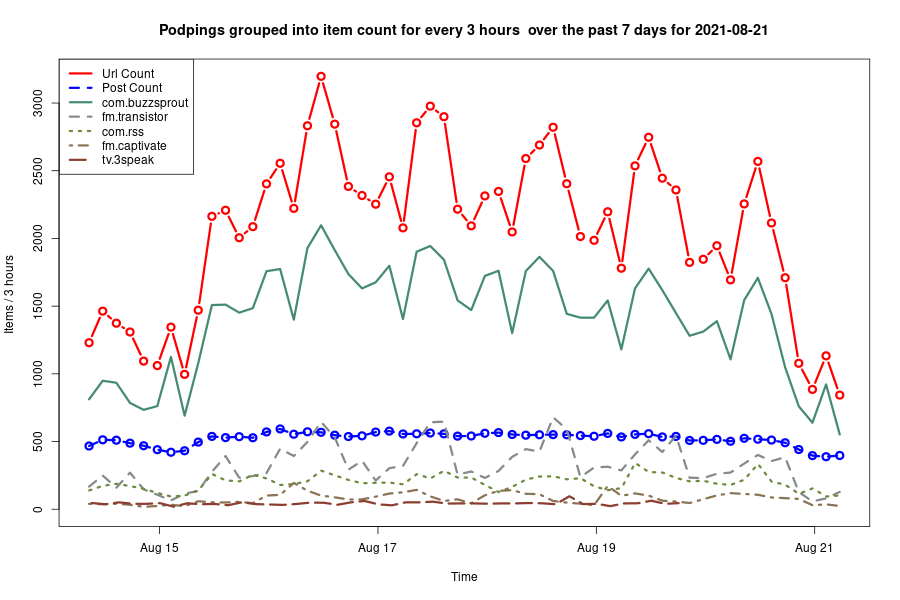 Podpings grouped into item count for every 3 hours  over the past 7 days for 2021-08-21
Url Count
Post Count
com.buzzsprout
fm.transistor
com.rss
fm.captivate
tv.3speak
Items / 3 hours
3000
2500
2000
1500
1000
500
0
Aug 15
Aug 17
Aug 19
Aug 21
Time